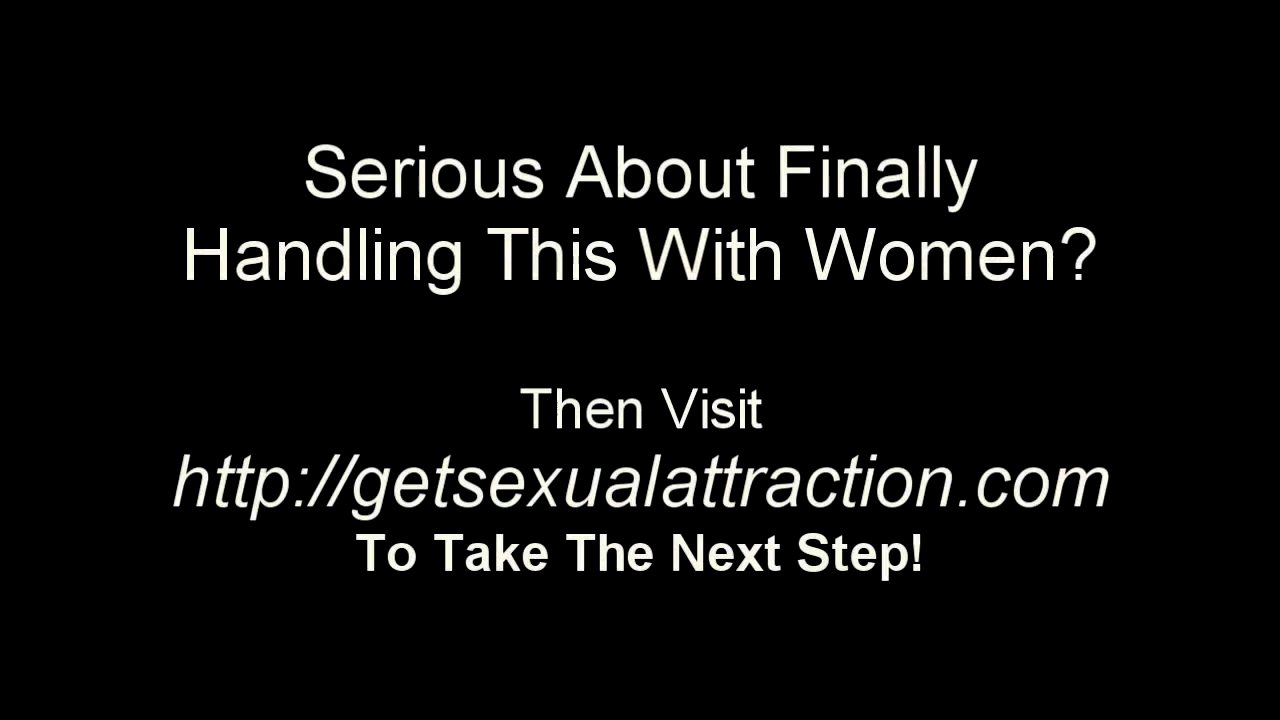 Serious About Finally
Handling This With Women?
Then Visit
http://getsexualattraction.com
To Take The Next Step!